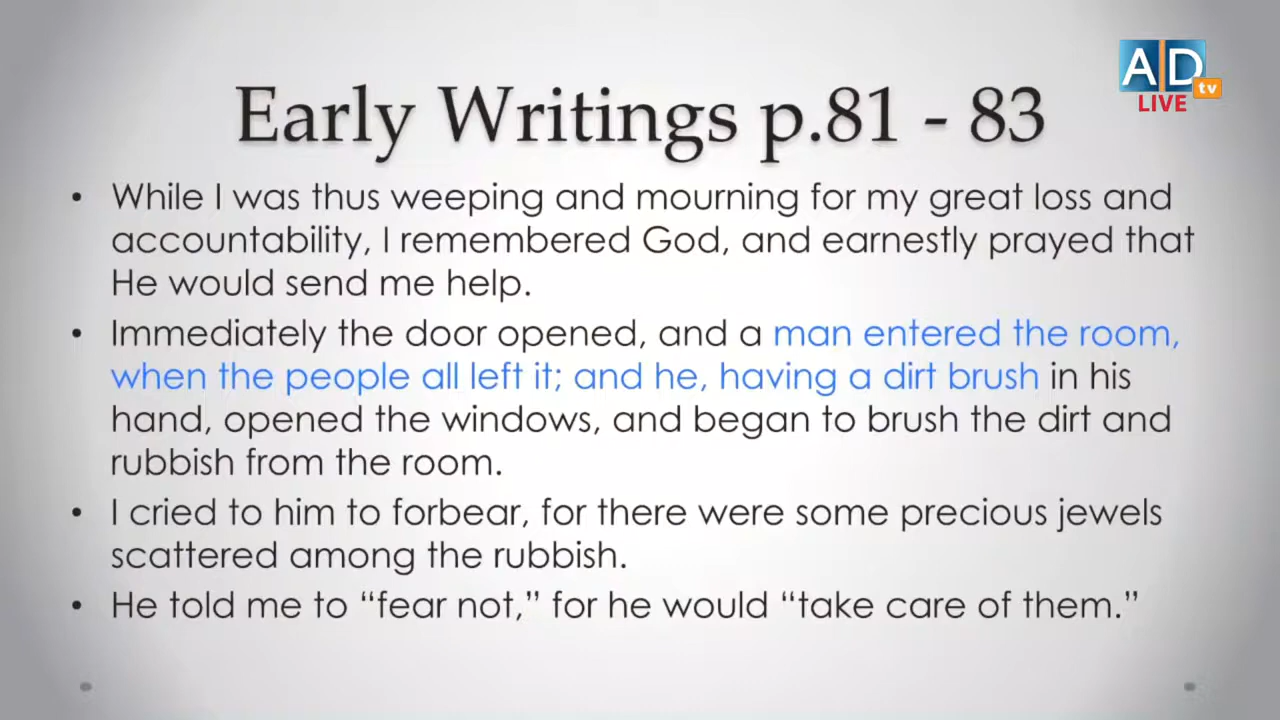 AD tv
LIVE
Early Writings p.81 - 83
• While I was thus weeping and mourning for my great loss and
accountability, I remembered God, and earnestly prayed that
He would send me help.
• Immediately the door opened, and a man entered the room,
when the people all left it; and he, having a dirt brush in his
hand, opened the windows, and began to brush the dirt and
rubbish from the room.
• I cried to him to forbear, for there were some precious jewels
scattered among the rubbish.
• He told me to “fear not,” for he would “take care of them.”